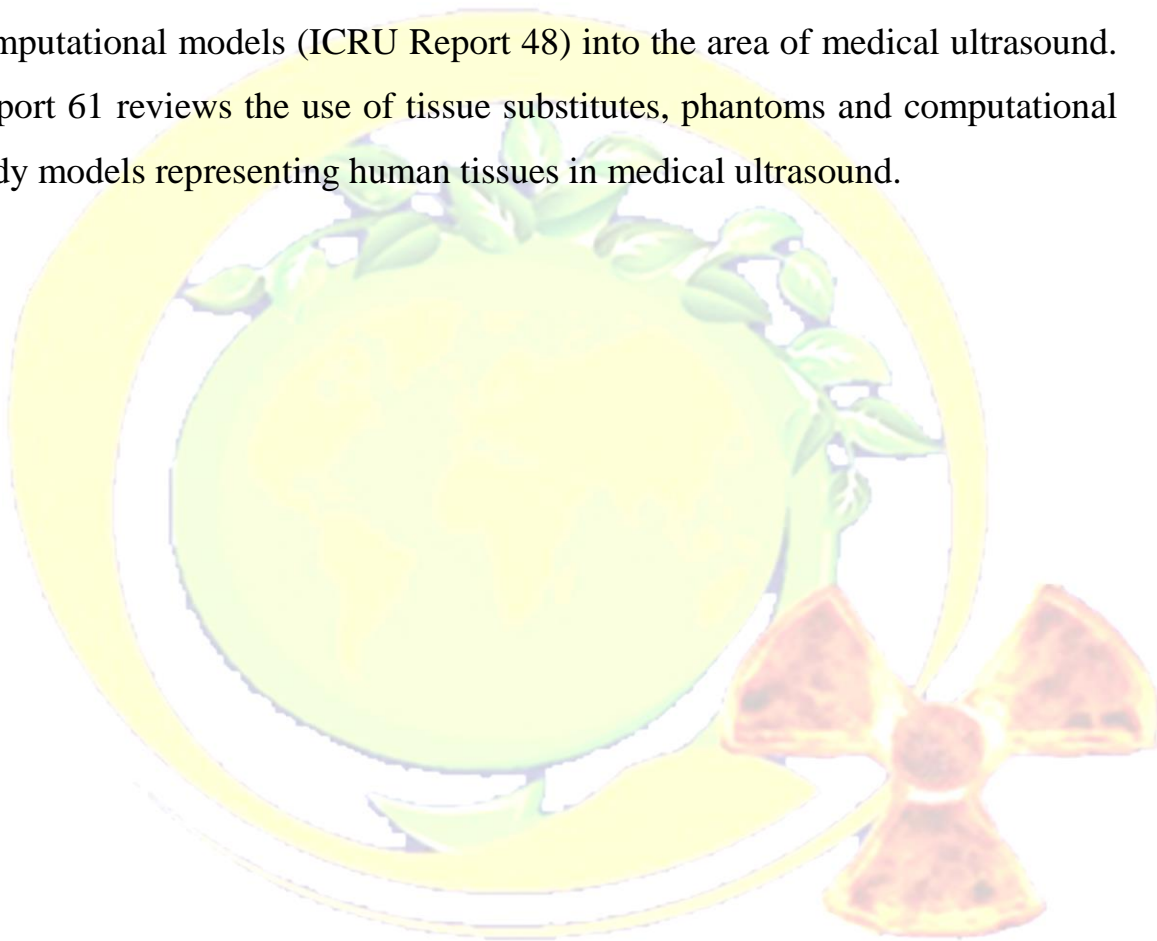 mputational models (ICRU Report 48) into the area of medical ultrasound.
port 61 reviews the use of tissue substitutes, phantoms and computational
dy models representing human tissues in medical ultrasound.